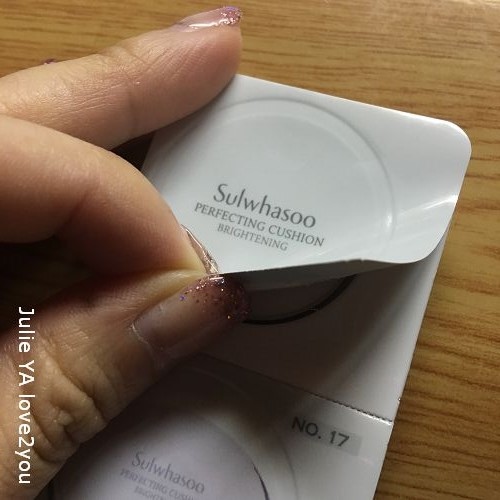 Sulwhasoo
PERFECTING CUSHION
BRIGHTENING
NO. 17
Sulwhasoo
PERFECTING CUSHION
Julie YA love2you